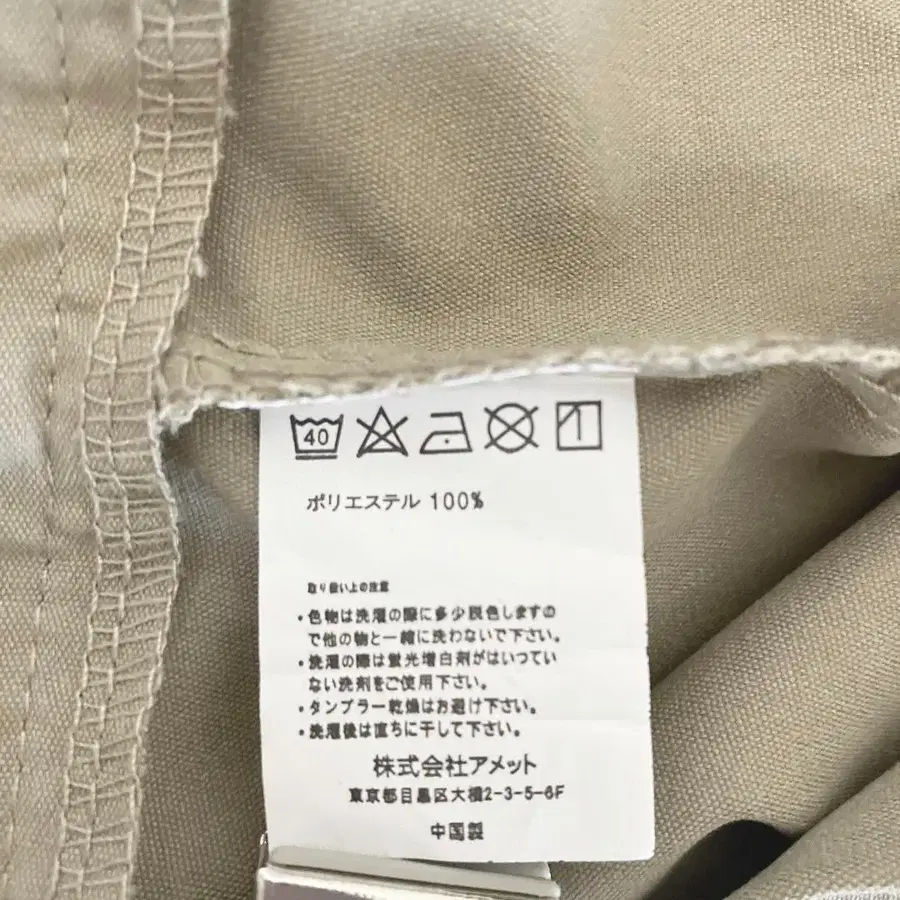 40
ポリエステル 100%
取り扱い上の注意
・色物は洗濯の際に多少脱色しますの
で他の物と一緒に洗わないで下さい。
・洗濯の際は蛍光増白剤がはいってい
ない洗剤をご使用下さい。
・タンブラー乾燥はお避け下さい。
・洗濯後は直ちに干して下さい。
株式会社アメット
東京都目黒区大橋2-3-5-6F
中国製